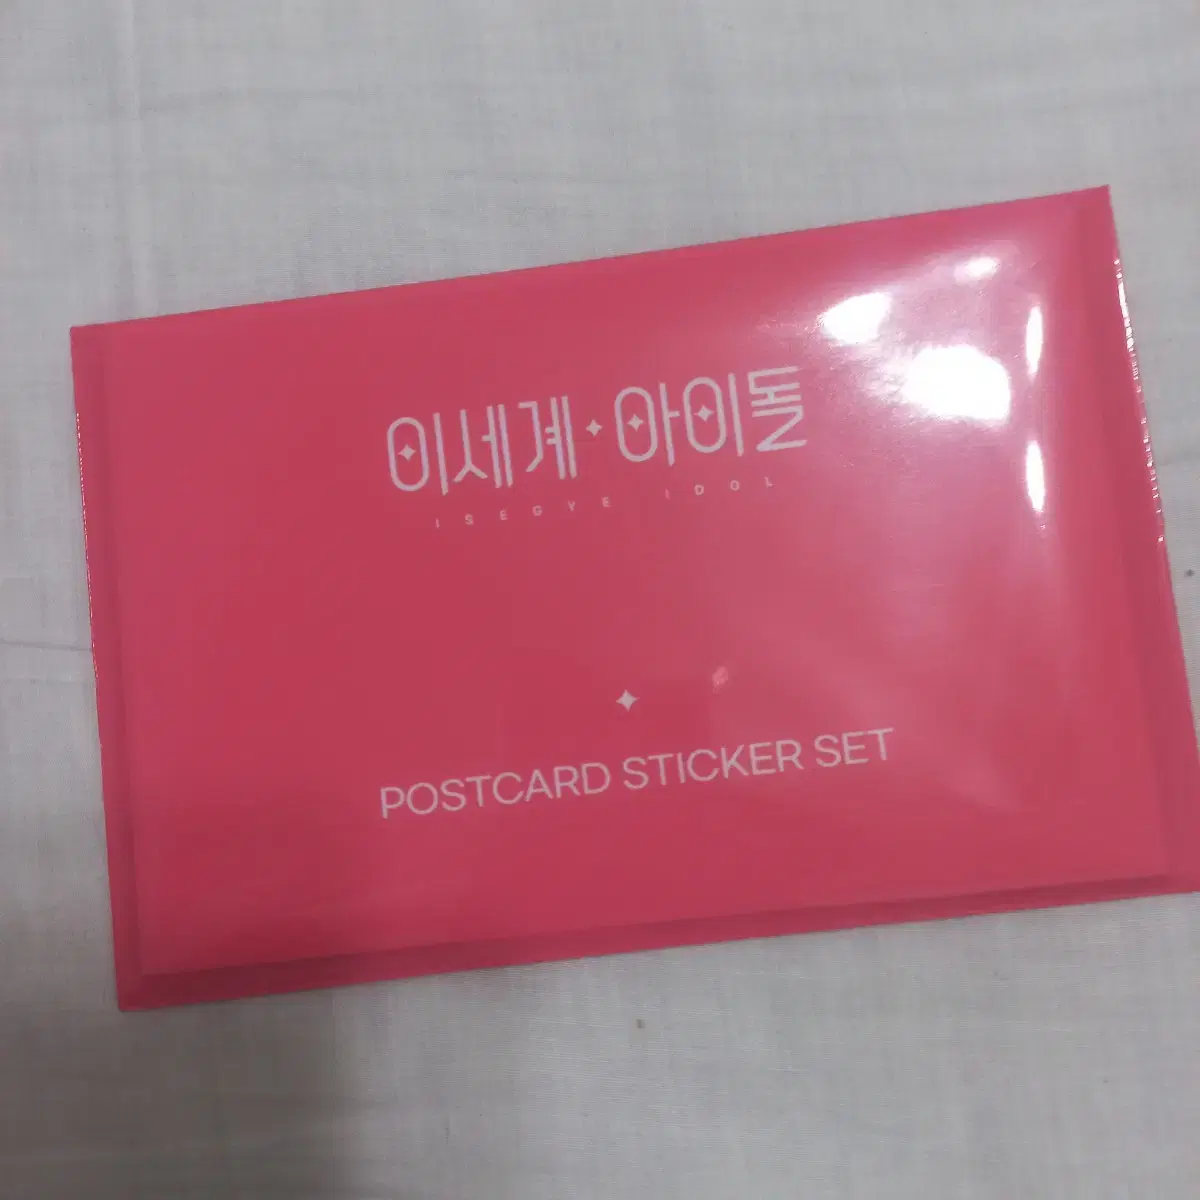 이세계 아이돌
ISEGYE IDOL
POSTCARD STICKER SET